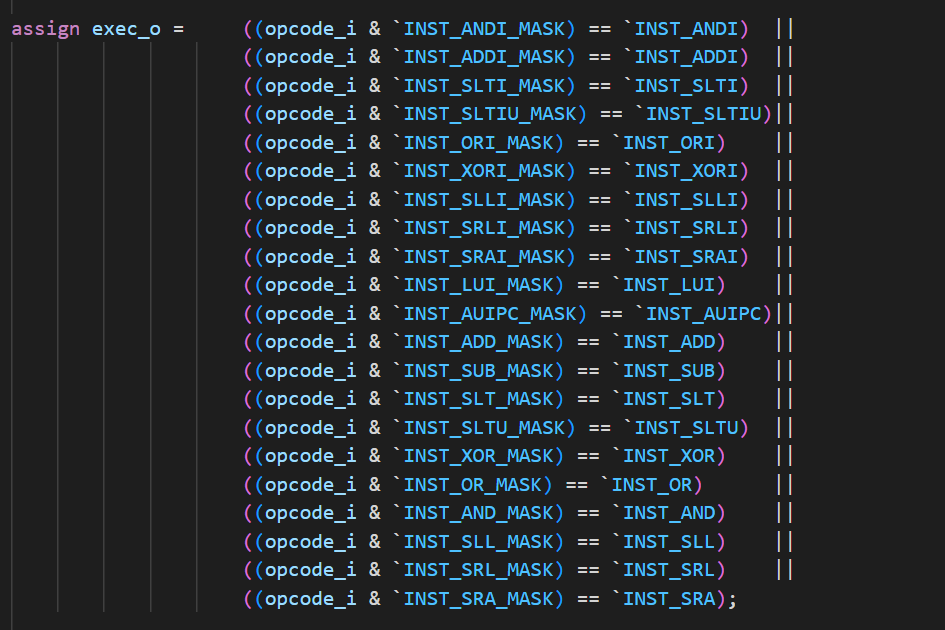 assign exec_o =     ((opcode_i & `INST_ANDI_MASK) == `INST_ANDI)  ||
                    ((opcode_i & `INST_ADDI_MASK) == `INST_ADDI)  ||
                    ((opcode_i & `INST_SLTI_MASK) == `INST_SLTI)  ||
                    ((opcode_i & `INST_SLTIU_MASK) == `INST_SLTIU)||
                    ((opcode_i & `INST_ORI_MASK) == `INST_ORI)    ||
                    ((opcode_i & `INST_XORI_MASK) == `INST_XORI)  ||
                    ((opcode_i & `INST_SLLI_MASK) == `INST_SLLI)  ||
                    ((opcode_i & `INST_SRLI_MASK) == `INST_SRLI)  ||
                    ((opcode_i & `INST_SRAI_MASK) == `INST_SRAI)  ||
                    ((opcode_i & `INST_LUI_MASK) == `INST_LUI)    ||
                    ((opcode_i & `INST_AUIPC_MASK) == `INST_AUIPC)||
                    ((opcode_i & `INST_ADD_MASK) == `INST_ADD)    ||
                    ((opcode_i & `INST_SUB_MASK) == `INST_SUB)    ||
                    ((opcode_i & `INST_SLT_MASK) == `INST_SLT)    ||
                    ((opcode_i & `INST_SLTU_MASK) == `INST_SLTU)  ||
                    ((opcode_i & `INST_XOR_MASK) == `INST_XOR)    ||
                    ((opcode_i & `INST_OR_MASK) == `INST_OR)      ||
                    ((opcode_i & `INST_AND_MASK) == `INST_AND)    ||
                    ((opcode_i & `INST_SLL_MASK) == `INST_SLL)    ||
                    ((opcode_i & `INST_SRL_MASK) == `INST_SRL)    ||
                    ((opcode_i & `INST_SRA_MASK) == `INST_SRA);